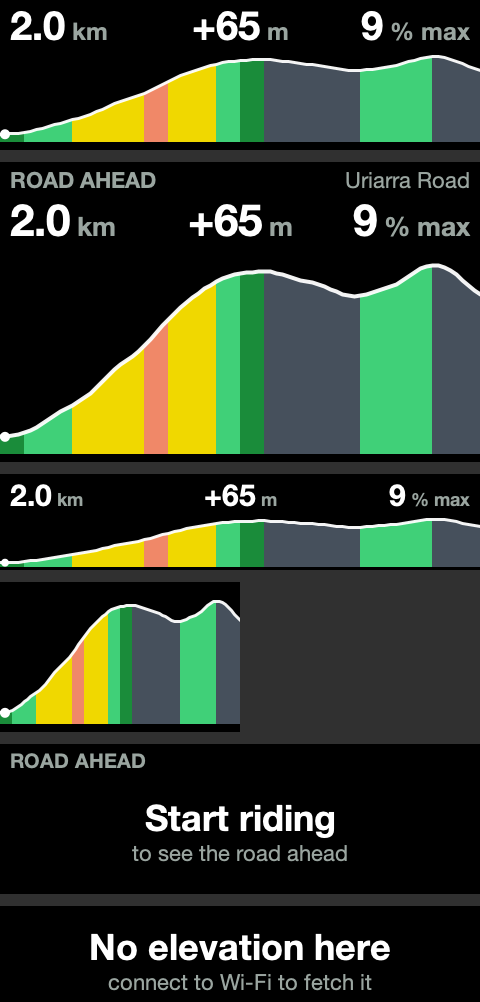 2.0 km +65 m 9 % max
ROAD AHEAD Uriarra Road
2.0 km +65 m 9 % max
2.0 km +65 m 9 % max
ROAD AHEAD
Start riding
to see the road ahead
No elevation here
connect to Wi-Fi to fetch it